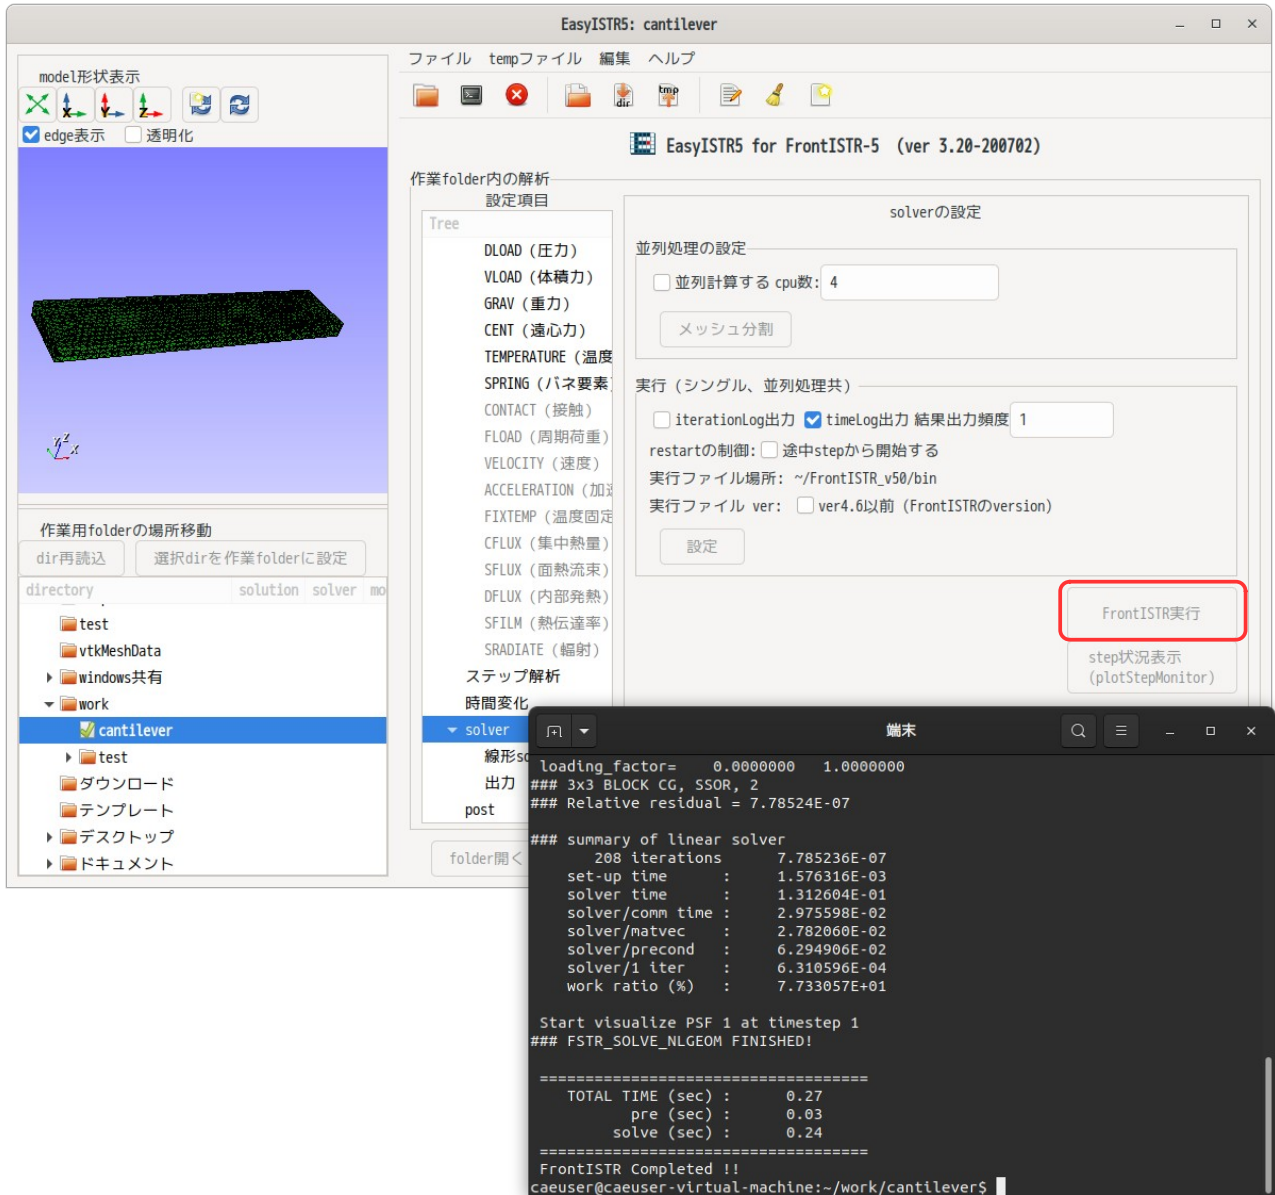 EasyISTR5: cantilever
ファイル tempファイル 編集 ヘルプ
model形状表示
edge表示 透明化
EasyISTR5 for FrontISTR-5 (ver 3.20-200702)
作業folder内の解析
設定項目
Tree
DLOAD (圧力)
VLOAD (体積力)
GRAV (重力)
CENT (遠心力)
TEMPERATURE (温度
SPRING (バネ要素
CONTACT (接触)
FLOAD (周期荷重)
VELOCITY (速度)
ACCELERATION (加速
FIXTEMP (温度固定
CFLUX (集中熱量)
SFLUX (面熱流束)
DFLUX (内部発熱)
SFILM (熱伝達率)
SRADIATE (輻射)
ステップ解析
時間変化
solver
線形so
出力
post
folder開く
solverの設定
並列処理の設定
並列計算する cpu数: 4
メッシュ分割
実行 (シングル、並列処理共)
iterationLog出力 timeLog出力 結果出力頻度 1
restartの制御: 途中stepから開始する
実行ファイル場所: ~/FrontISTR_v50/bin
実行ファイル ver: ver4.6以前 (FrontISTRのversion)
設定
FrontISTR実行
step状況表示
(plotStepMonitor)
作業用folderの場所移動
dir再読込 選択dirを作業folderに設定
directory solution solver mo
test
vtkMeshData
windows共有
work
cantilever
test
ダウンロード
テンプレート
デスクトップ
ドキュメント
端末
loading_factor= 0.0000000 1.0000000
### 3x3 BLOCK CG, SSOR, 2
### Relative residual = 7.78524E-07
### summary of linear solver
208 iterations 7.785236E-07
set-up time : 1.576316E-03
solver time : 1.312604E-01
solver/comm time : 2.975598E-02
solver/matvec : 2.782060E-02
solver/precond : 6.294906E-02
solver/1 iter : 6.310596E-04
work ratio (%) : 7.733057E+01
Start visualize PSF 1 at timestep 1
### FSTR_SOLVE_NLGEOM FINISHED!
====================================
TOTAL TIME (sec) : 0.27
pre (sec) : 0.03
solve (sec) : 0.24
====================================
FrontISTR Completed !!
caeuser@caeuser-virtual-machine:~/work/cantilever$